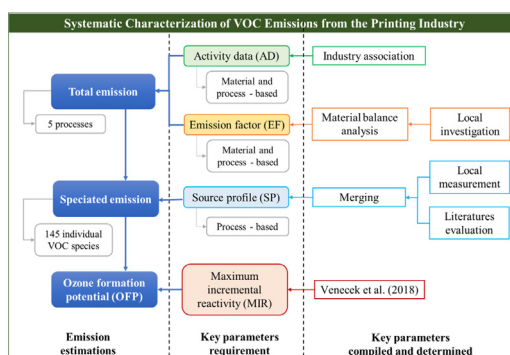 Systematic Characterization of VOC Emissions from the Printing Industry
Activity data (AD)
Industry association
Material and
process - based
Total emission
5 processes
Emission factor (EF)
Material balance
analysis
Local
investigation
Material and
process - based
Local
measurement
Speciated emission
Source profile (SP)
Merging
Process - based
Literatures
evaluation
145 individual
VOC species
Ozone formation
potential (OFP)
Maximum
incremental
reactivity (MIR)
Venecek et al. (2018)
Emission
estimations
Key parameters
requirement
Key parameters
compiled and determined